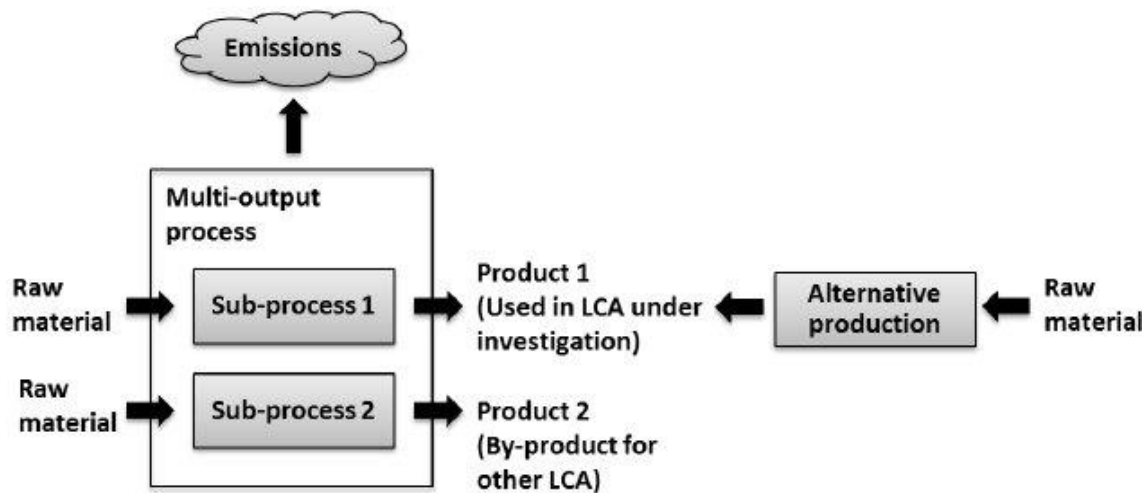 Emissions
Multi-output
process
Raw
material
Sub-process 1
Product 1
(Used in LCA under
investigation)
Alternative
production
Raw
material
Raw
material
Sub-process 2
Product 2
(By-product for
other LCA)